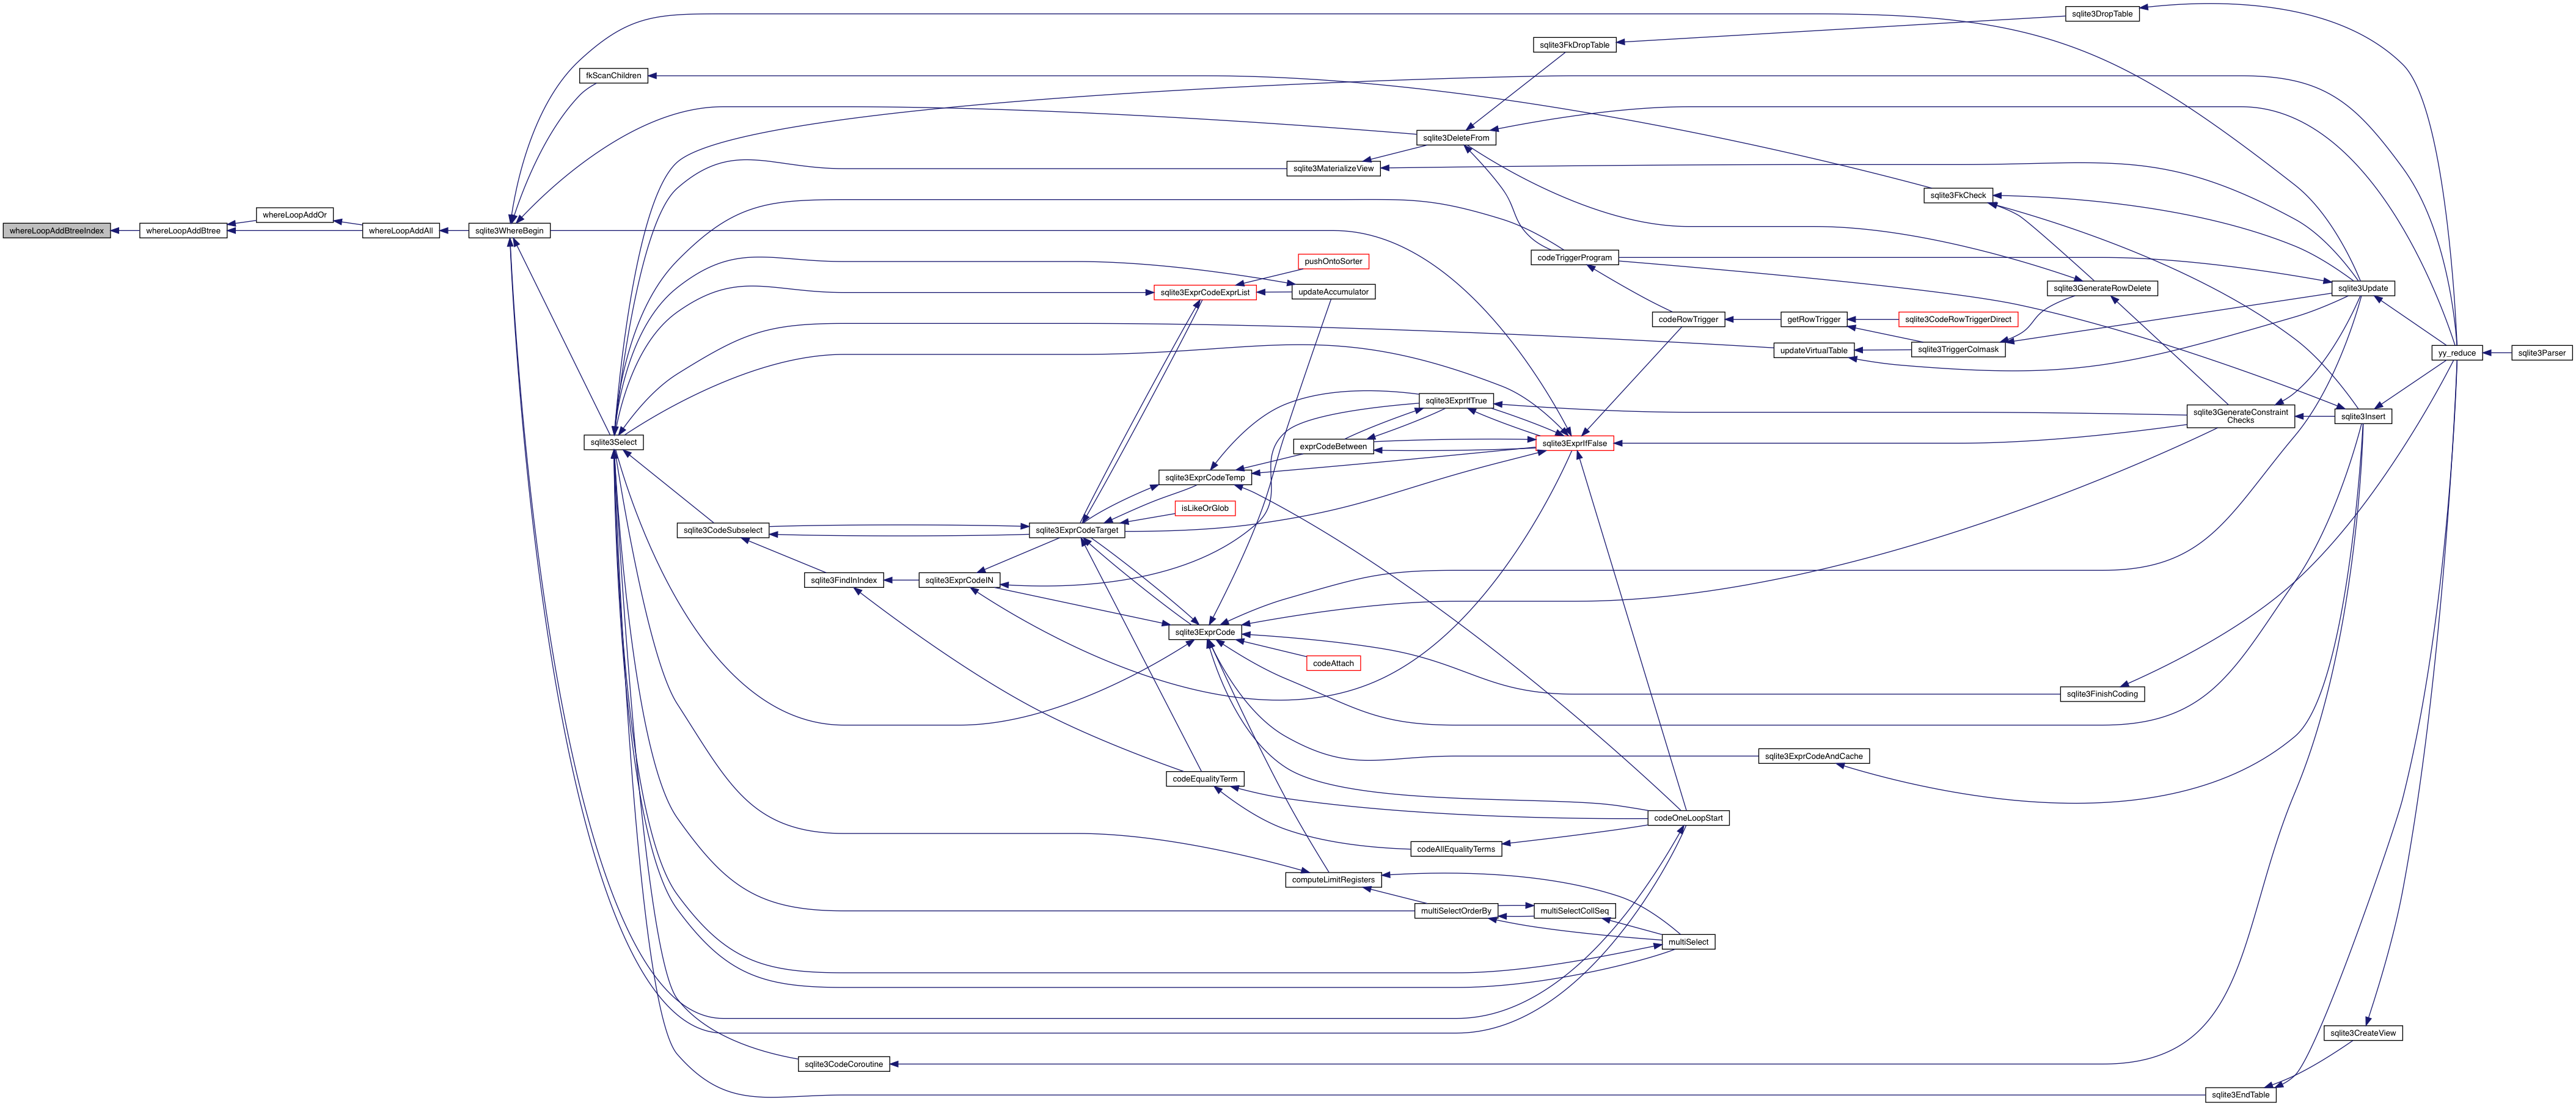 sqlite3DropTable
sqlite3FkDropTable
fkScanChildren
sqlite3DeleteFrom
sqlite3MaterializeView
sqlite3FkCheck
whereLoopAddOr
whereLoopAddBtreeIndex
whereLoopAddBtree
whereLoopAddAll
sqlite3WhereBegin
codeTriggerProgram
pushOntoSorter
sqlite3ExprCodeExprList
updateAccumulator
sqlite3GenerateRowDelete
sqlite3Update
codeRowTrigger
getRowTrigger
sqlite3CodeRowTriggerDirect
updateVirtualTable
sqlite3TriggerColmask
yy_reduce
sqlite3Parser
sqlite3ExprIfTrue
sqlite3GenerateConstraint
Checks
sqlite3Insert
sqlite3Select
exprCodeBetween
sqlite3ExprIfFalse
sqlite3ExprCodeTemp
isLikeOrGlob
sqlite3CodeSubselect
sqlite3ExprCodeTarget
sqlite3FindInIndex
sqlite3ExprCodeIN
sqlite3ExprCode
codeAttach
sqlite3FinishCoding
sqlite3ExprCodeAndCache
codeEqualityTerm
codeOneLoopStart
codeAllEqualityTerms
computeLimitRegisters
multiSelectOrderBy
multiSelectCollSeq
multiSelect
sqlite3CreateView
sqlite3CodeCoroutine
sqlite3EndTable